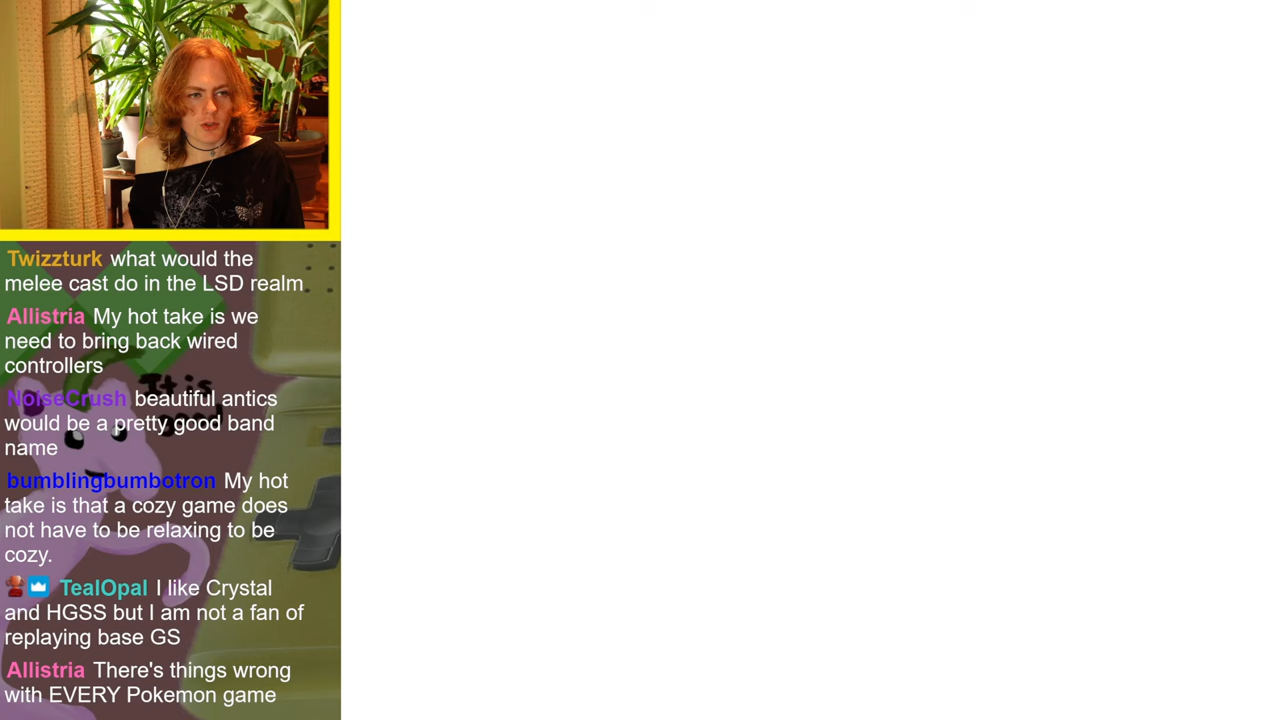 Twizzturk what would the
melee cast do in the LSD realm
Allistria My hot take is we
need to bring back wired
controllers
It is
good
NoiseCrush beautiful antics
would be a pretty good band
name
bumblingbumbotron My hot
take is that a cozy game does
not have to be relaxing to be
cozy.
TealOpal I like Crystal
and HGSS but I am not a fan of
replaying base GS
Allistria There's things wrong
with EVERY Pokemon game